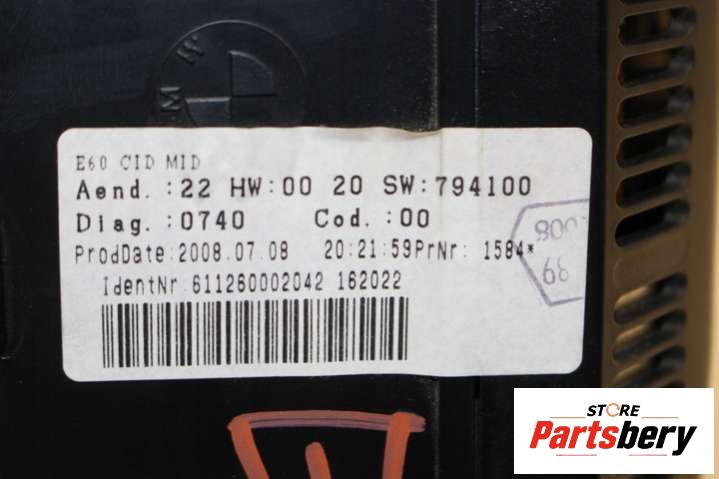 B M W
E60 CID MID
Aend.:22 HW:00 20 SW:794100
Diag.:0740 Cod.:00
ProdDate:2008.07.08 20:21:59PrNr: 1584*
IdentNr.611260002042 162022
39
STORE
Partsbery